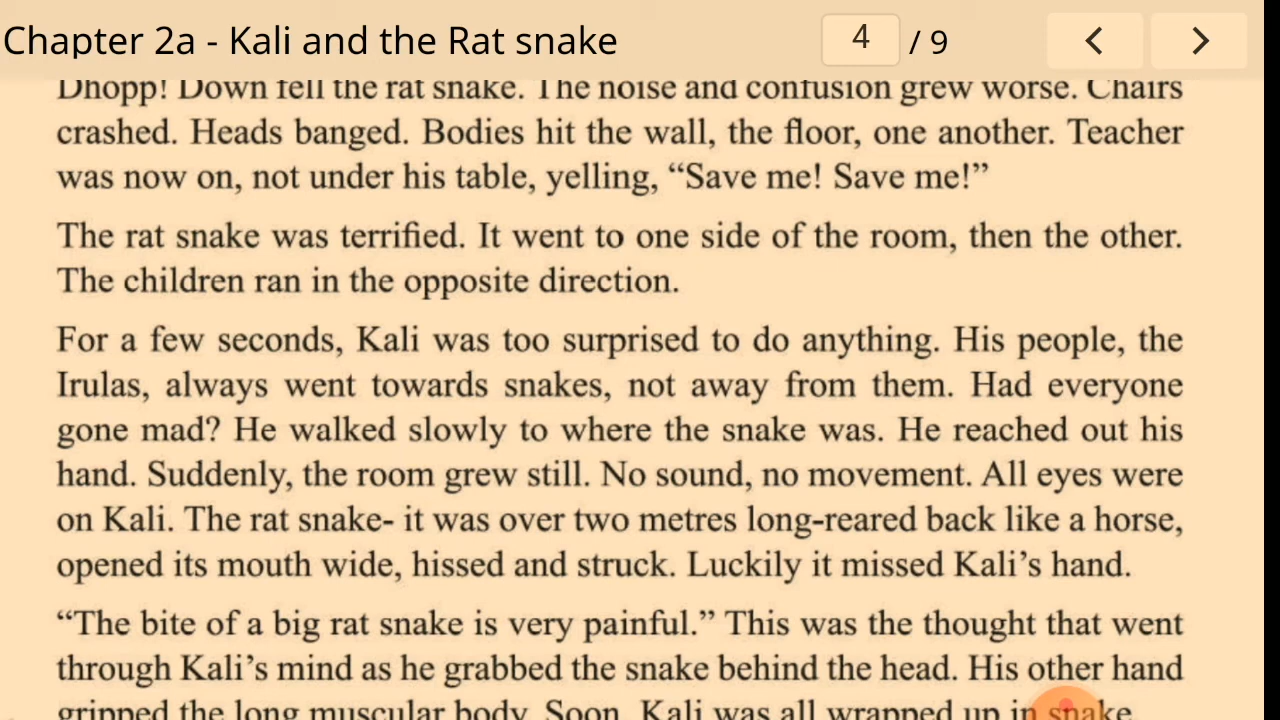 Chapter 2a - Kali and the Rat snake
4 / 9
Dhopp! Down fell the rat snake. The noise and confusion grew worse. Chairs
crashed. Heads banged. Bodies hit the wall, the floor, one another. Teacher
was now on, not under his table, yelling, “Save me! Save me!”
The rat snake was terrified. It went to one side of the room, then the other.
The children ran in the opposite direction.
For a few seconds, Kali was too surprised to do anything. His people, the
Irulas, always went towards snakes, not away from them. Had everyone
gone mad? He walked slowly to where the snake was. He reached out his
hand. Suddenly, the room grew still. No sound, no movement. All eyes were
on Kali. The rat snake- it was over two metres long-reared back like a horse,
opened its mouth wide, hissed and struck. Luckily it missed Kali’s hand.
“The bite of a big rat snake is very painful.” This was the thought that went
through Kali’s mind as he grabbed the snake behind the head. His other hand
gripped the long muscular body. Soon, Kali was all wrapped up in snake.